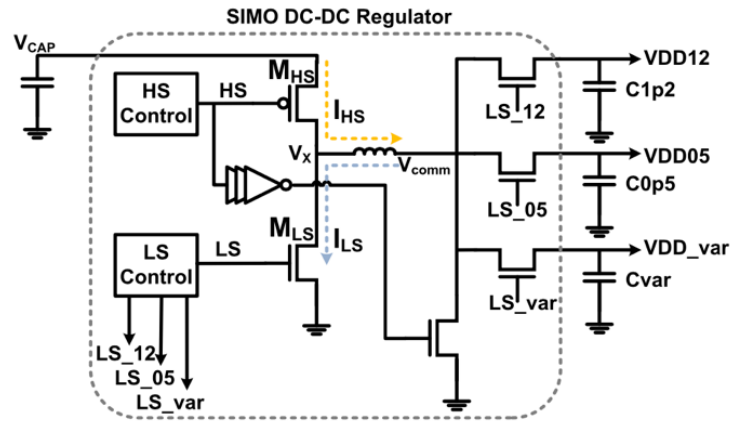 SIMO DC-DC Regulator
VCAP
HS
Control
HS
MHS
IHS
LS_12
VDD12
C1p2
VX
Vcomm
LS_05
VDD05
C0p5
LS
Control
LS
MLS
ILS
LS_var
VDD_var
Cvar
LS_12
LS_05
LS_var